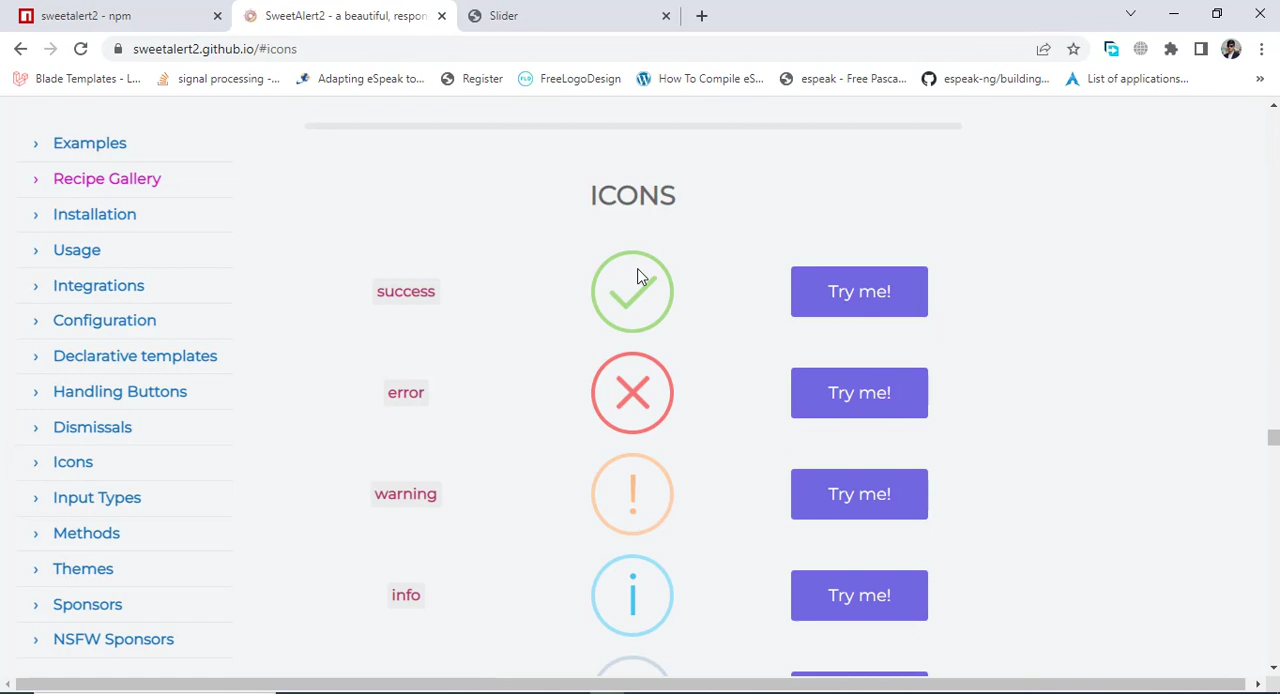 sweetalert2 - npm
SweetAlert2 - a beautiful, respon
Slider
sweetalert2.github.io/#icons
Blade Templates - L...
signal processing -...
Adapting eSpeak to...
Register
FLD
FreeLogoDesign
How To Compile eS...
espeak - Free Pasca...
espeak-ng/building...
List of applications...
»
Examples
Recipe Gallery
Installation
Usage
Integrations
Configuration
Declarative templates
Handling Buttons
Dismissals
Icons
Input Types
Methods
Themes
Sponsors
NSFW Sponsors
ICONS
success
Try me!
error
Try me!
warning
!
Try me!
info
i
Try me!